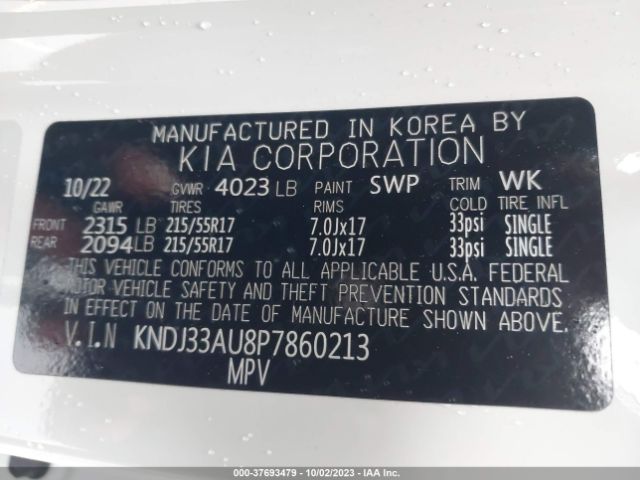 MANUFACTURED IN KOREA BY
KIA CORPORATION
10/22 GVWR 4023 LB PAINT SWP TRIM WK
GAWR TIRES RIMS COLD TIRE INFL
FRONT 2315 LB 215/55R17 7.0Jx17 33psi SINGLE
REAR 2094 LB 215/55R17 7.0Jx17 33psi SINGLE
THIS VEHICLE CONFORMS TO ALL APPLICABLE U.S.A. FEDERAL
MOTOR VEHICLE SAFETY AND THEFT PREVENTION STANDARDS
IN EFFECT ON THE DATE OF MANUFACTURE SHOWN ABOVE.
V.I.N KNDJ33AU8P7860213
MPV
000-37693479 - 10/02/2023 - IAA Inc.